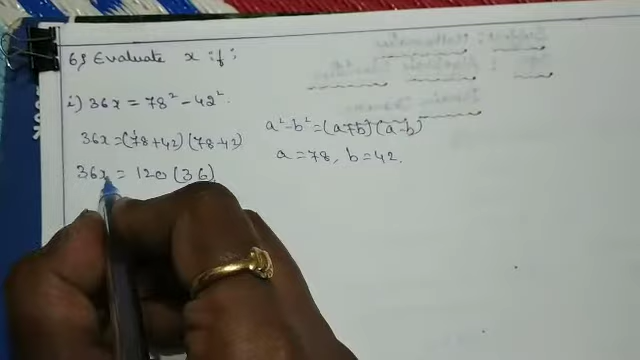 6) Evaluate x if:
i) 36x = 78² - 42².
36x = (78+42) (78-42)
a²-b² = (a+b) (a-b)
a = 78, b = 42.
36x = 120 (36)